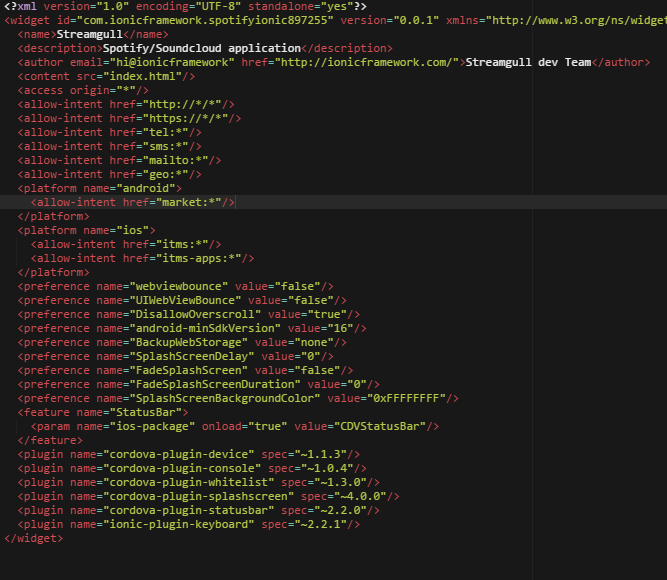 <?xml version="1.0" encoding="UTF-8" standalone="yes"?>
<widget id="com.ionicframework.spotifyionic897255" version="0.0.1" xmlns="http://www.w3.org/ns/widget
<name>Streamgull</name>
<description>Spotify/Soundcloud application</description>
<author email="hi@ionicframework" href="http://ionicframework.com/">Streamgull dev Team</author>
<content src="index.html"/>
<access origin="*"/>
<allow-intent href="http://*/*"/>
<allow-intent href="https://*/*"/>
<allow-intent href="tel:*"/>
<allow-intent href="sms:*"/>
<allow-intent href="mailto:*"/>
<allow-intent href="geo:*"/>
<platform name="android">
<allow-intent href="market:*"/>
</platform>
<platform name="ios">
<allow-intent href="itms:*"/>
<allow-intent href="itms-apps:*"/>
</platform>
<preference name="webviewbounce" value="false"/>
<preference name="UIWebViewBounce" value="false"/>
<preference name="DisallowOverscroll" value="true"/>
<preference name="android-minSdkVersion" value="16"/>
<preference name="BackupWebStorage" value="none"/>
<preference name="SplashScreenDelay" value="0"/>
<preference name="FadeSplashScreen" value="false"/>
<preference name="FadeSplashScreenDuration" value="0"/>
<preference name="SplashScreenBackgroundColor" value="0xFFFFFFFF"/>
<feature name="StatusBar">
<param name="ios-package" onload="true" value="CDVStatusBar"/>
</feature>
<plugin name="cordova-plugin-device" spec="~1.1.3"/>
<plugin name="cordova-plugin-console" spec="~1.0.4"/>
<plugin name="cordova-plugin-whitelist" spec="~1.3.0"/>
<plugin name="cordova-plugin-splashscreen" spec="~4.0.0"/>
<plugin name="cordova-plugin-statusbar" spec="~2.2.0"/>
<plugin name="ionic-plugin-keyboard" spec="~2.2.1"/>
</widget>